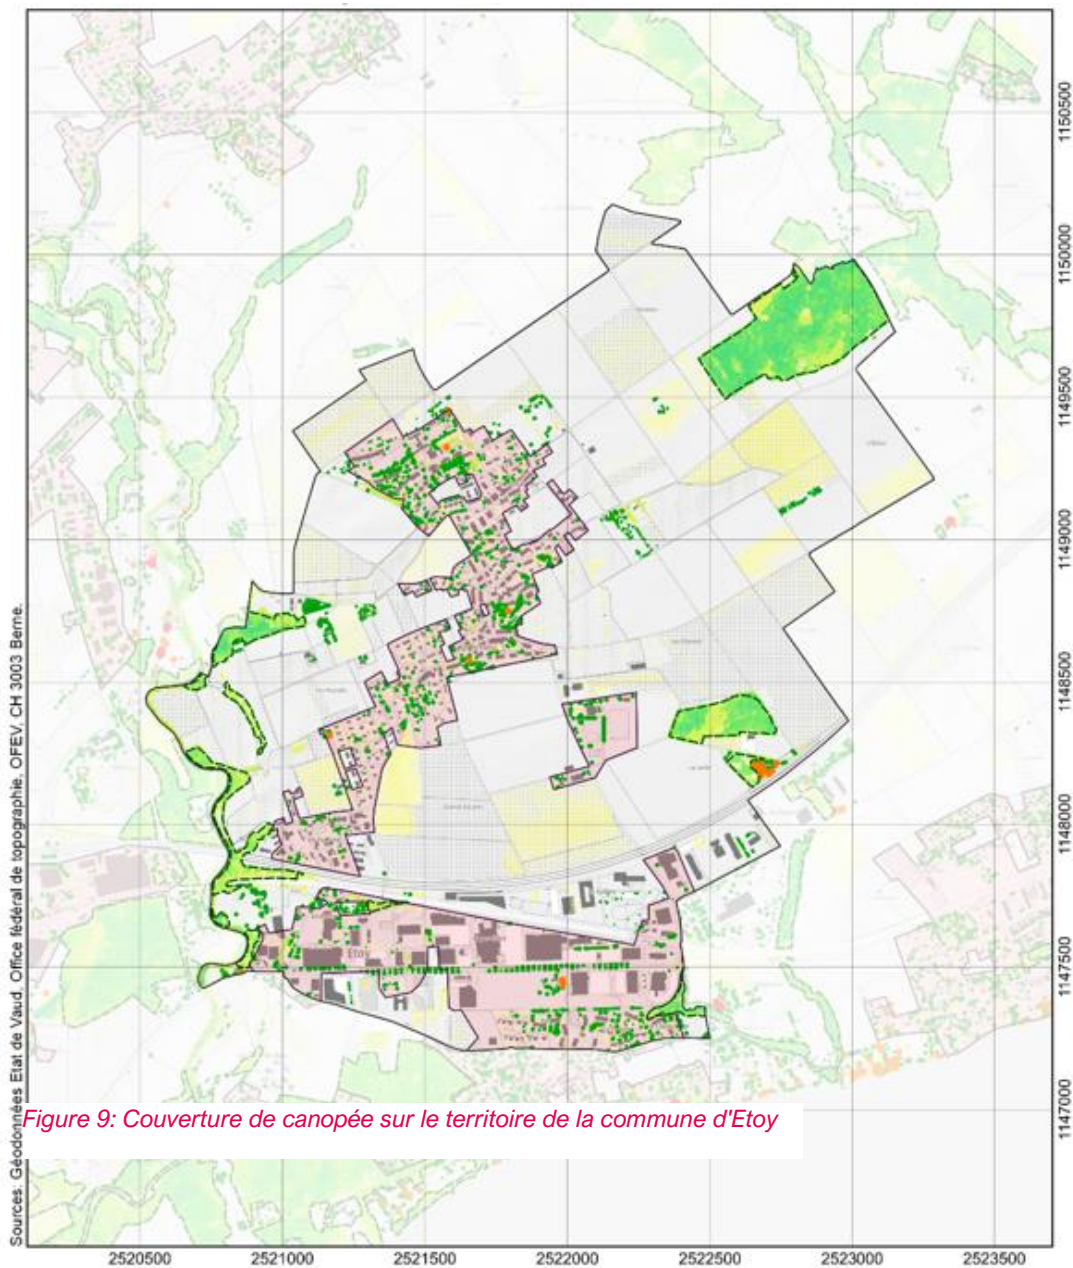 Sources: Géodonnées Etat de Vaud, Office fédéral de topographie, OFEV, CH 3003 Berne.
1150500
1150000
1149500
1149000
1148500
1148000
1147500
1147000
Etoy
Figure 9: Couverture de canopée sur le territoire de la commune d'Etoy
2520500 2521000 2521500 2522000 2522500 2523000 2523500